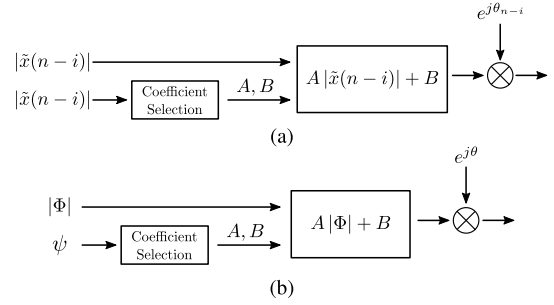 e^{jθ_{n−i}}
|x̃(n − i)|
|x̃(n − i)|
Coefficient
Selection
A, B
A |x̃(n − i)| + B
(a)
e^{jθ}
|Φ|
ψ
Coefficient
Selection
A, B
A |Φ| + B
(b)